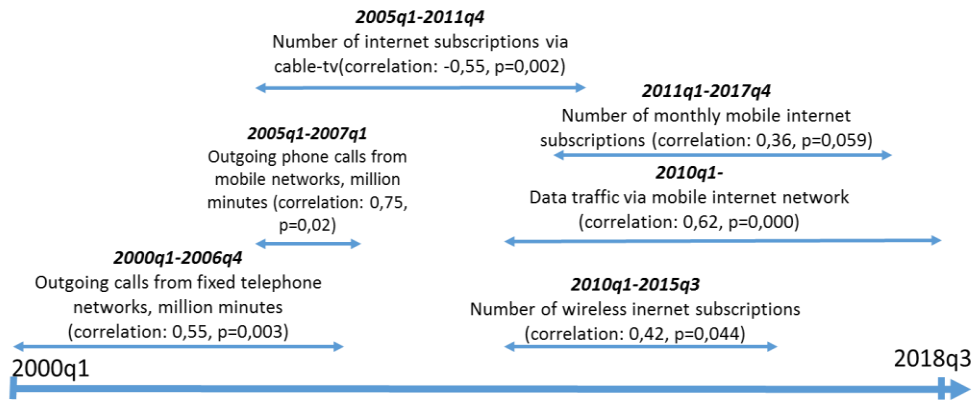 2005q1-2011q4
Number of internet subscriptions via
cable-tv(correlation: -0,55, p=0,002)
2011q1-2017q4
Number of monthly mobile internet
subscriptions (correlation: 0,36, p=0,059)
2005q1-2007q1
Outgoing phone calls from
mobile networks, million
minutes (correlation: 0,75,
p=0,02)
2010q1-
Data traffic via mobile internet network
(correlation: 0,62, p=0,000)
2000q1-2006q4
Outgoing calls from fixed telephone
networks, million minutes
(correlation: 0,55, p=0,003)
2010q1-2015q3
Number of wireless inernet subscriptions
(correlation: 0,42, p=0,044)
2000q1
2018q3